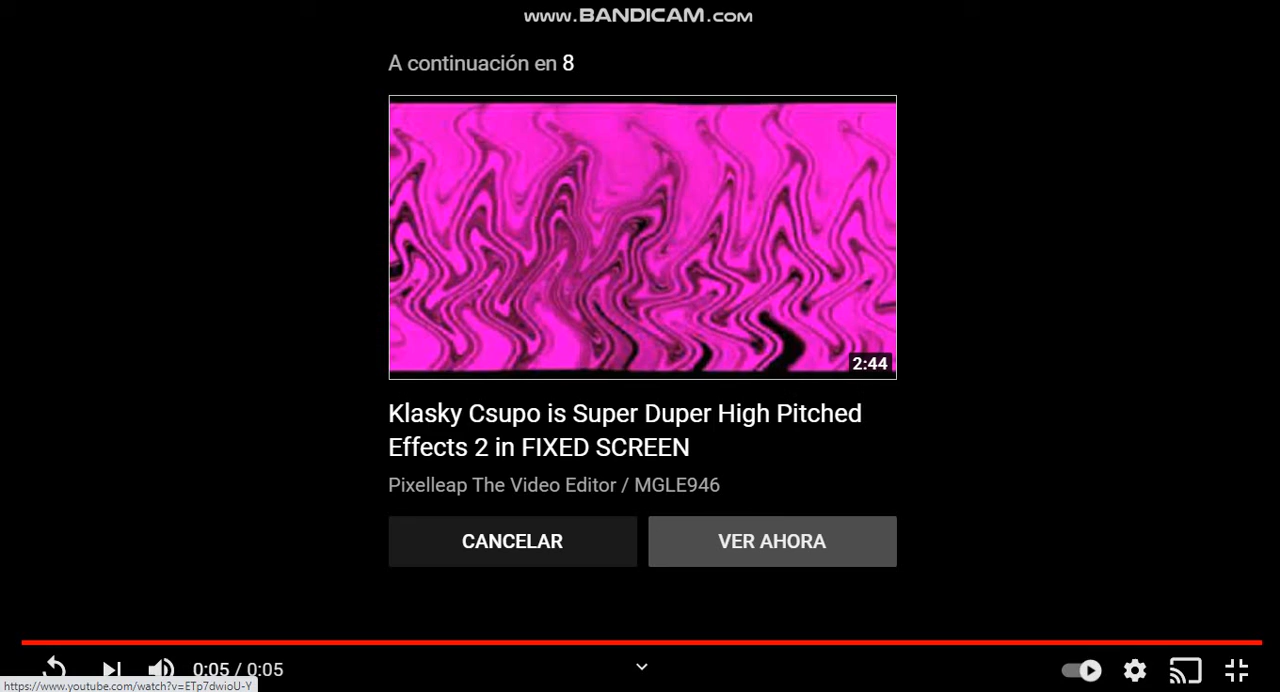 www.BANDICAM.com
A continuación en 8
2:44
Klasky Csupo is Super Duper High Pitched
Effects 2 in FIXED SCREEN
Pixelleap The Video Editor / MGLE946
CANCELAR
VER AHORA
0:05 / 0:05
https://www.youtube.com/watch?v=ETp7dwioU-Y